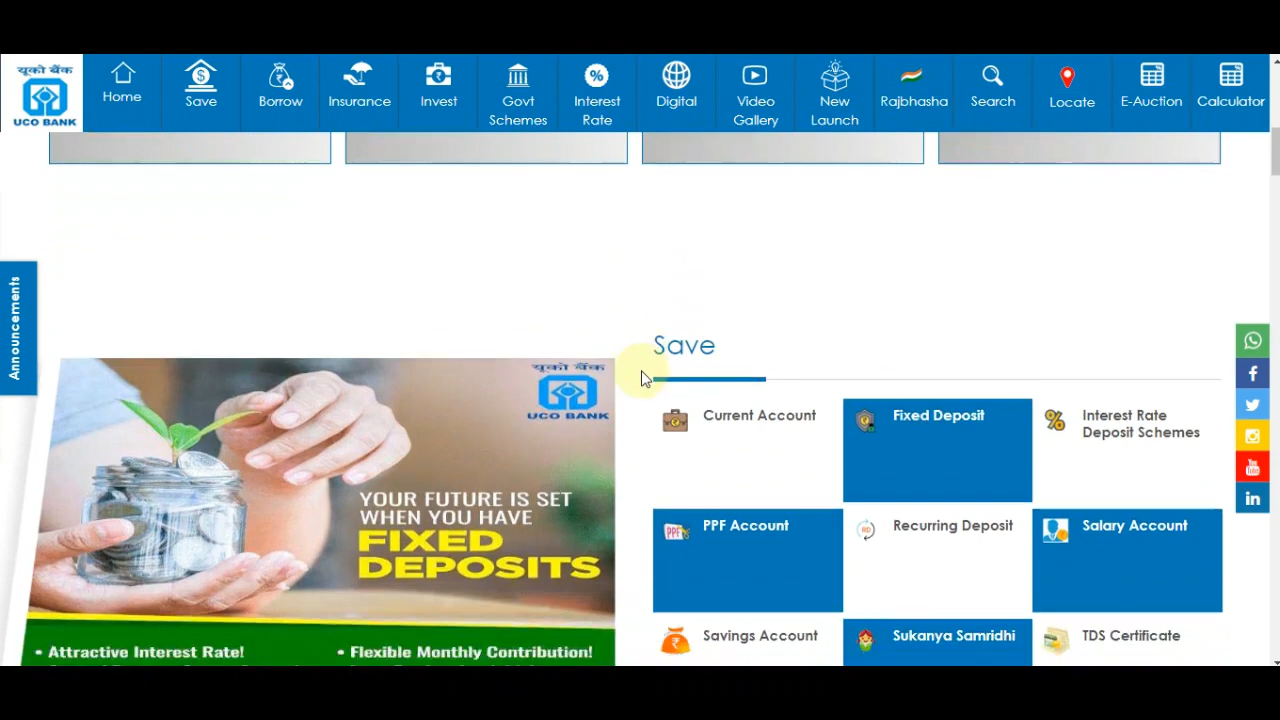 यूको बैंक
UCO BANK
Home
Save
Borrow
Insurance
Invest
Govt
Schemes
Interest
Rate
Digital
Video
Gallery
New
Launch
Rajbhasha
Search
Locate
E-Auction
Calculator
Announcements
यूको बैंक
UCO BANK
YOUR FUTURE IS SET
WHEN YOU HAVE
FIXED
DEPOSITS
• Attractive Interest Rate!
• Flexible Monthly Contribution!
Save
Current Account
Fixed Deposit
Interest Rate
Deposit Schemes
PPF
PPF Account
RD
Recurring Deposit
Salary Account
Savings Account
Sukanya Samridhi
TDS Certificate